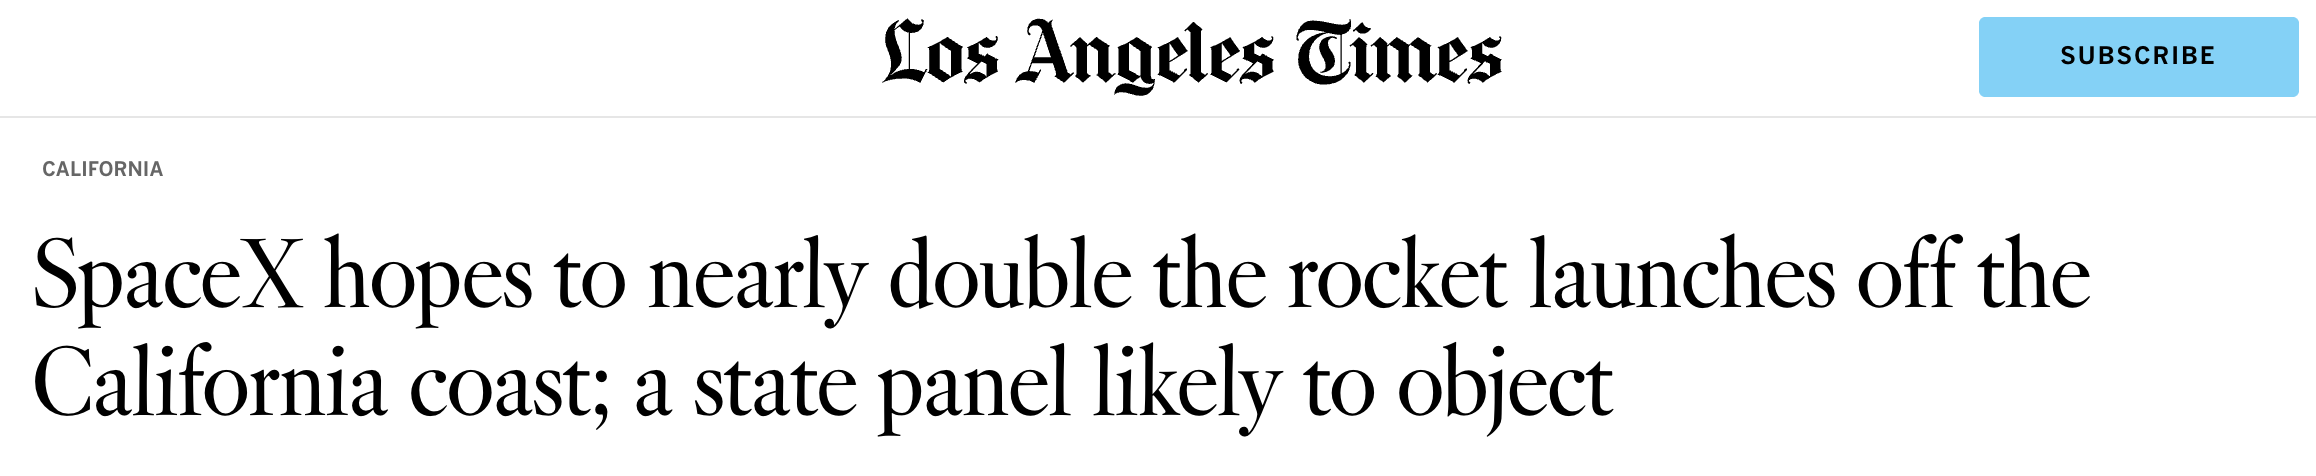 Los Angeles Times
SUBSCRIBE
CALIFORNIA
SpaceX hopes to nearly double the rocket launches off the
California coast; a state panel likely to object